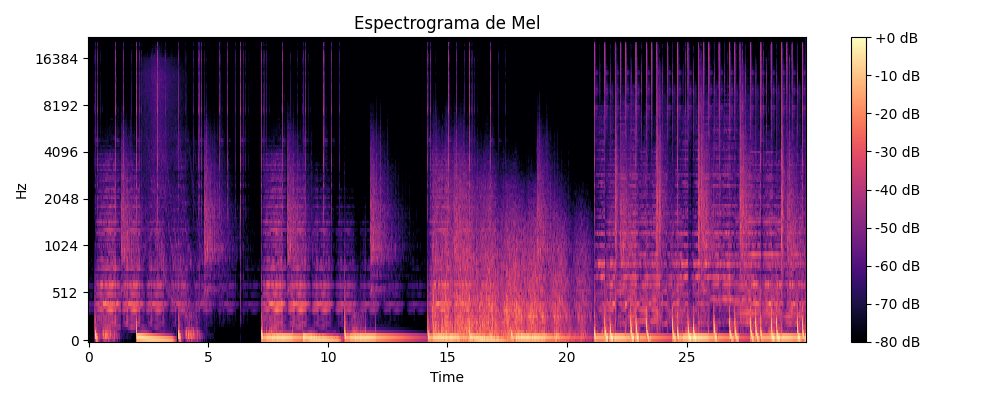 Espectrograma de Mel
Hz
16384
8192
4096
2048
1024
512
0
0 5 10 15 20 25
Time
+0 dB
-10 dB
-20 dB
-30 dB
-40 dB
-50 dB
-60 dB
-70 dB
-80 dB